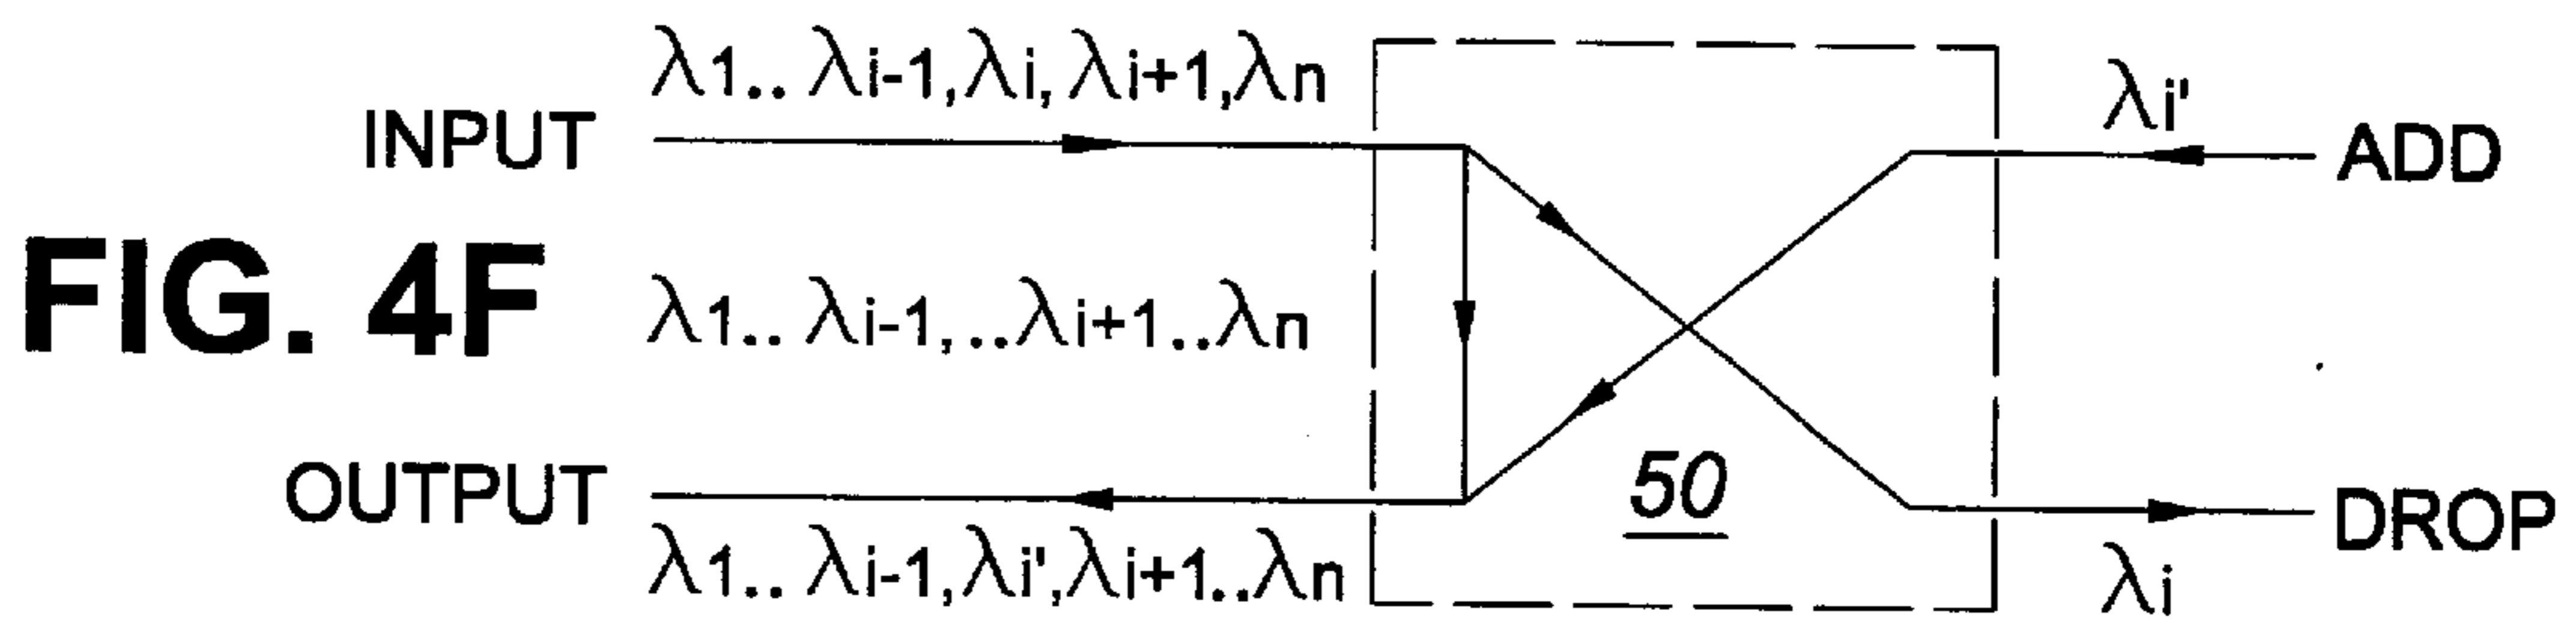 λ1.. λi-1,λi, λi+1,λn
INPUT
λi'
ADD
FIG. 4F
λ1.. λi-1,..λi+1..λn
OUTPUT
50
DROP
λ1.. λi-1,λi',λi+1..λn
λi